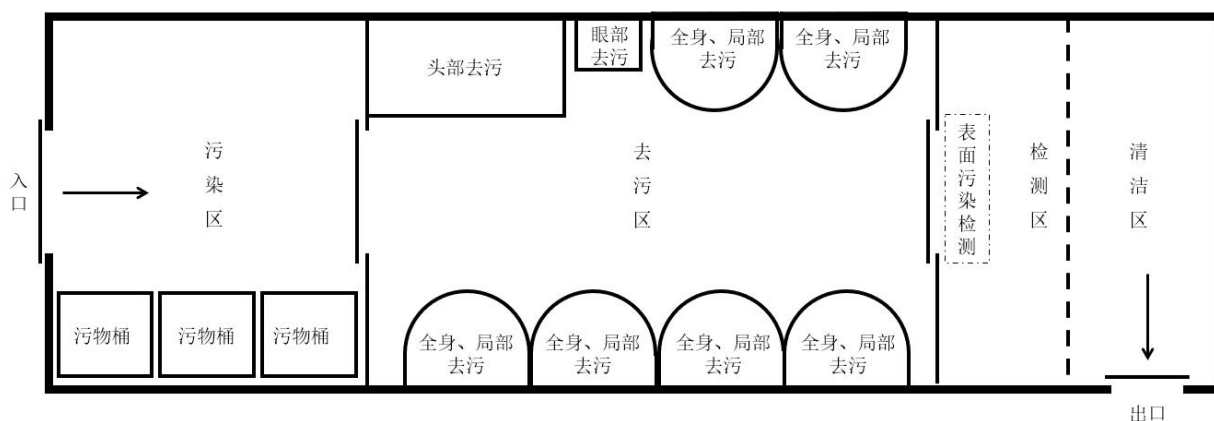 眼部
去污
全身、局部
去污
全身、局部
去污
头部去污
入
口
污
染
区
去
污
区
表
面
污
染
检
测
检
测
区
清
洁
区
污物桶
污物桶
污物桶
全身、局部
去污
全身、局部
去污
全身、局部
去污
全身、局部
去污
出口